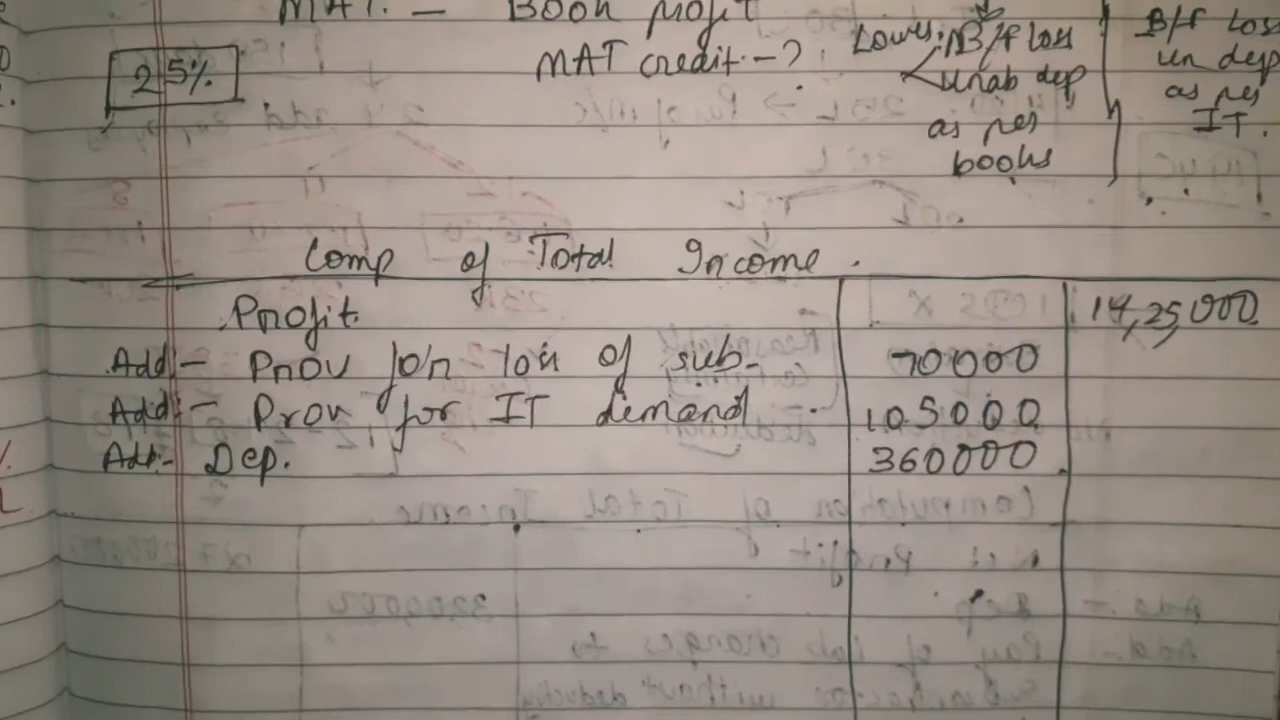 MAT. - Book profit
25%
MAT credit - ?
Lower B/f loss
unab dep
as per
books
B/f Loss
un dep
as per
IT.
Comp of Total Income.
Profit. 14,25,000
Add:- Prov for loss of sub. 70000
Add:- Prov for IT demand. 105000
Add:- Dep. 360000